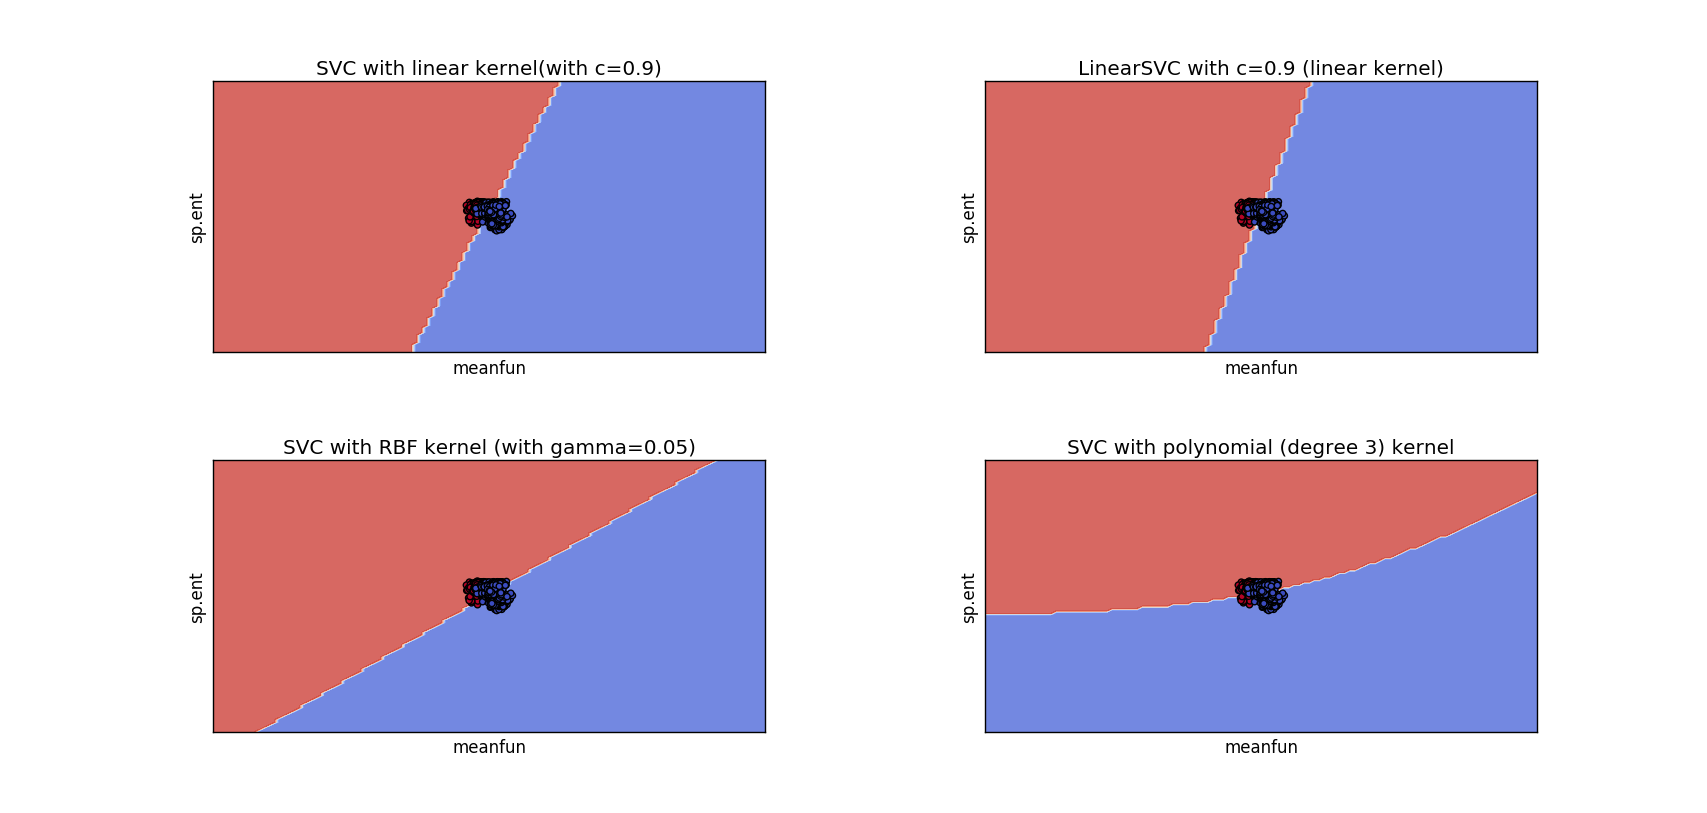 SVC with linear kernel(with c=0.9)
sp.ent
meanfun
LinearSVC with c=0.9 (linear kernel)
sp.ent
meanfun
SVC with RBF kernel (with gamma=0.05)
sp.ent
meanfun
SVC with polynomial (degree 3) kernel
sp.ent
meanfun